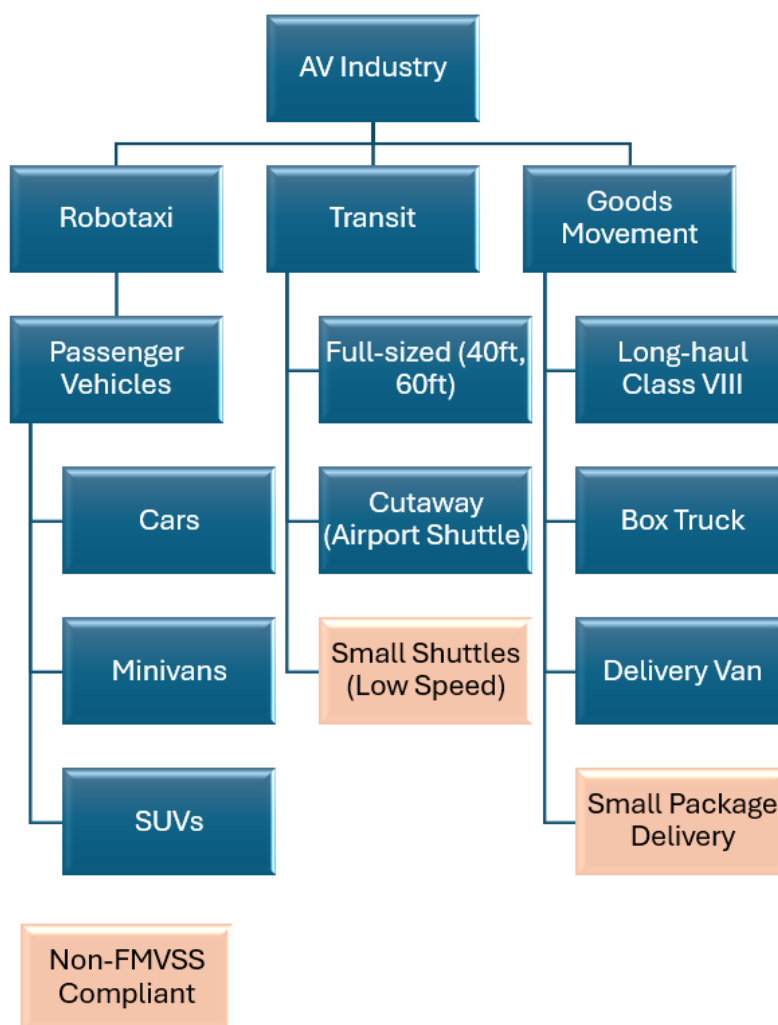 AV Industry
Robotaxi
Transit
Goods
Movement
Passenger
Vehicles
Full-sized (40ft,
60ft)
Long-haul
Class VIII
Cars
Cutaway
(Airport Shuttle)
Box Truck
Minivans
Small Shuttles
(Low Speed)
Delivery Van
SUVs
Small Package
Delivery
Non-FMVSS
Compliant